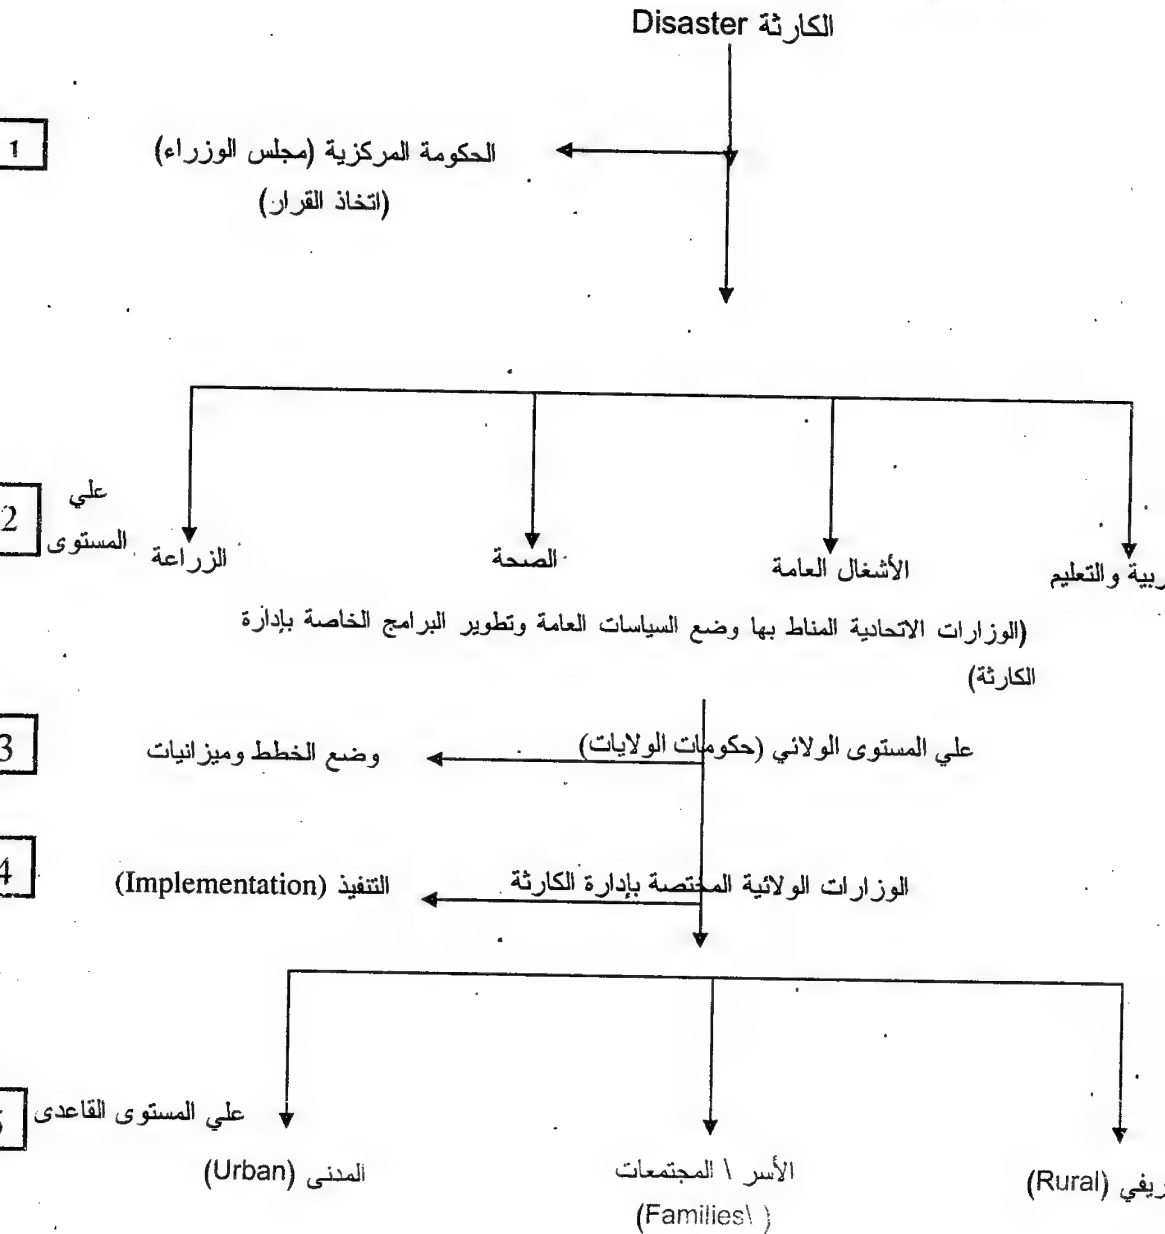 الكارثة Disaster
1
الحكومة المركزية (مجلس الوزراء)
(اتخاذ القرار)
2
علي
المستوى
الزراعة
الصحة
الأشغال العامة
ربية والتعليم
(الوزارات الاتحادية المناط بها وضع السياسات العامة وتطوير البرامج الخاصة بإدارة
الكارثة)
3
علي المستوى الولائي (حكومات الولايات)
وضع الخطط وميزانيات
4
الوزارات الولائية المختصة بإدارة الكارثة
التنفيذ (Implementation)
علي المستوى القاعدى
المدنى (Urban)
الأسر \ المجتمعات
(Families\ )
ريفي (Rural)